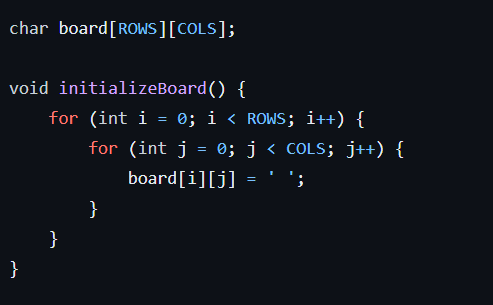 char board[ROWS][COLS];

void initializeBoard() {
    for (int i = 0; i < ROWS; i++) {
        for (int j = 0; j < COLS; j++) {
            board[i][j] = ' ';
        }
    }
}